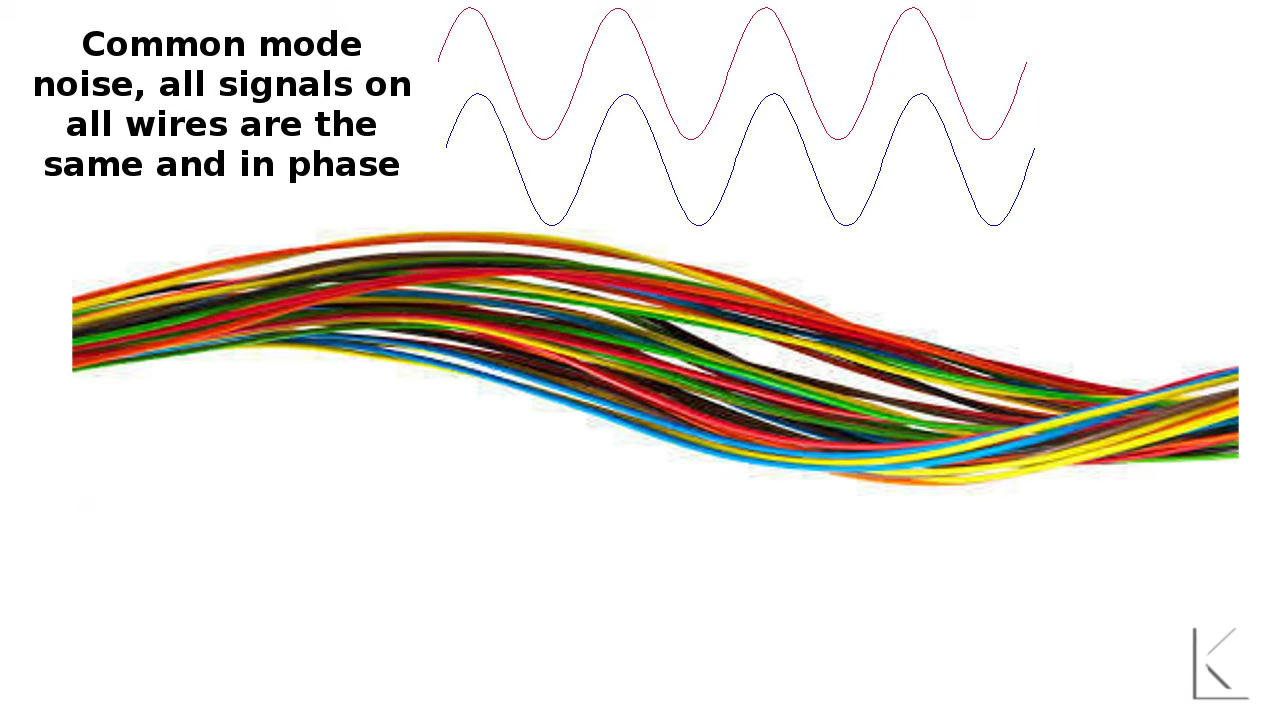 Common mode
noise, all signals on
all wires are the
same and in phase